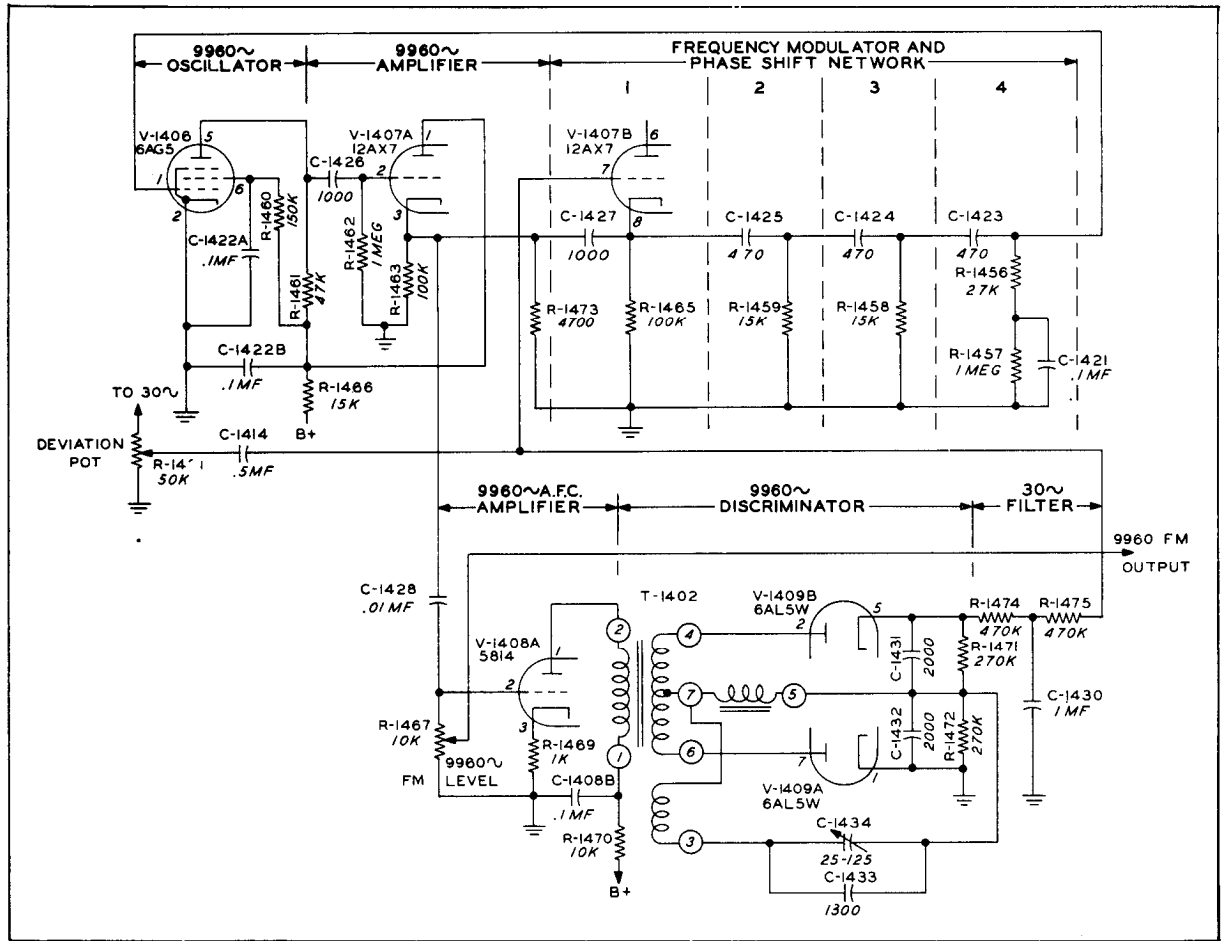 9960~
OSCILLATOR
9960~
AMPLIFIER
FREQUENCY MODULATOR AND
PHASE SHIFT NETWORK
1
2
3
4
V-1406
6AG5
5
1
2
6
C-1426
1000
V-1407A
12AX7
1
2
3
V-1407B
12AX7
6
7
8
R-1460
150K
C-1422A
.1MF
R-1461
47K
R-1462
1 MEG
R-1463
100K
C-1427
1000
C-1425
470
C-1424
470
C-1423
470
R-1456
27K
R-1473
4700
R-1465
100K
R-1459
15K
R-1458
15K
R-1457
1 MEG
C-1421
.1MF
C-1422B
.1MF
R-1466
15K
B+
TO 30~
DEVIATION
POT
50K
C-1414
.5MF
9960~A.F.C.
AMPLIFIER
9960~
DISCRIMINATOR
30~
FILTER
9960 FM
OUTPUT
C-1428
.01MF
T-1402
V-1409B
6AL5W
5
2
R-1474
470K
R-1475
470K
V-1408A
5814
1
2
3
2
4
7
5
6
1
3
C-1431
2000
R-1471
270K
C-1432
2000
R-1472
270K
C-1430
1MF
R-1467
10K
FM
9960~
LEVEL
R-1469
1K
C-1408B
.1MF
7
1
V-1409A
6AL5W
R-1470
10K
B+
C-1434
25-125
C-1433
1300